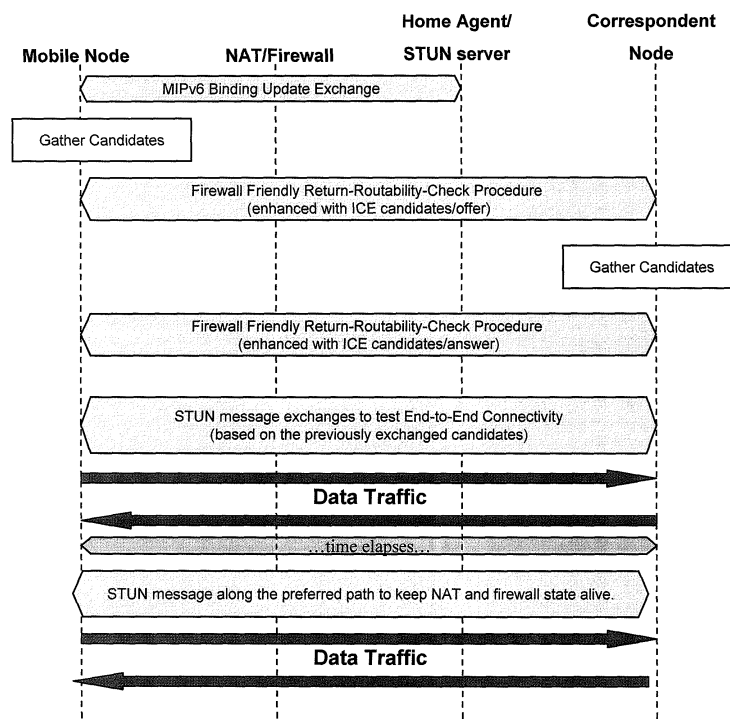 Home Agent/ Correspondent
Mobile Node NAT/Firewall STUN server Node
MIPv6 Binding Update Exchange
Gather Candidates
Firewall Friendly Return-Routability-Check Procedure
(enhanced with ICE candidates/offer)
Gather Candidates
Firewall Friendly Return-Routability-Check Procedure
(enhanced with ICE candidates/answer)
STUN message exchanges to test End-to-End Connectivity
(based on the previously exchanged candidates)
Data Traffic
...time elapses...
STUN message along the preferred path to keep NAT and firewall state alive.
Data Traffic